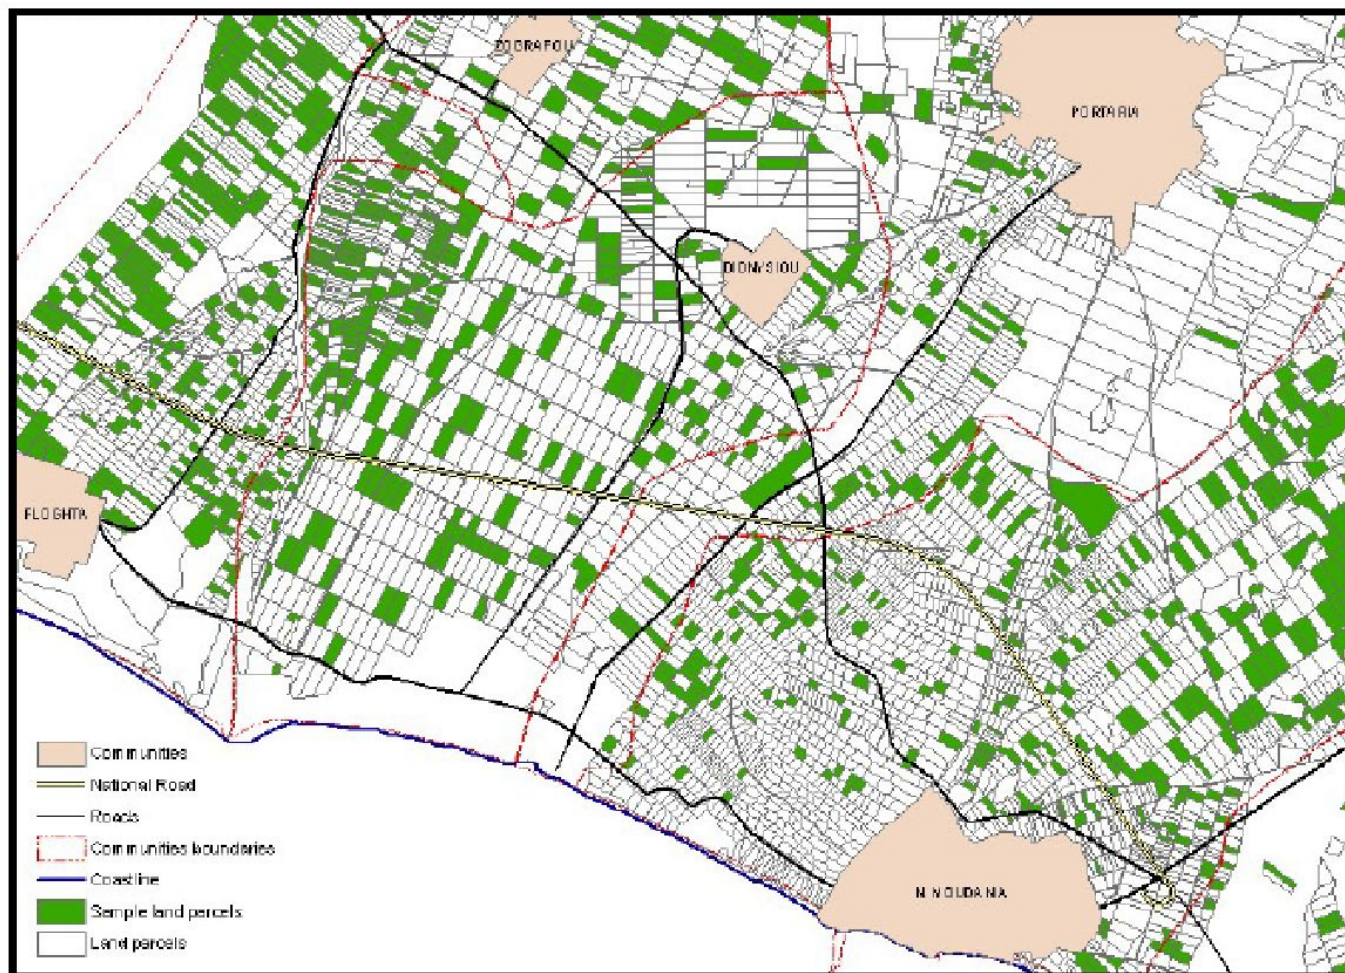 ZOGRAFOU
PORTARIA
DIONYSIOU
FLOGHTA
Communities
National Road
Roads
Communities boundaries
Coastline
Sample land parcels
Land parcels
N.MOUDANIA